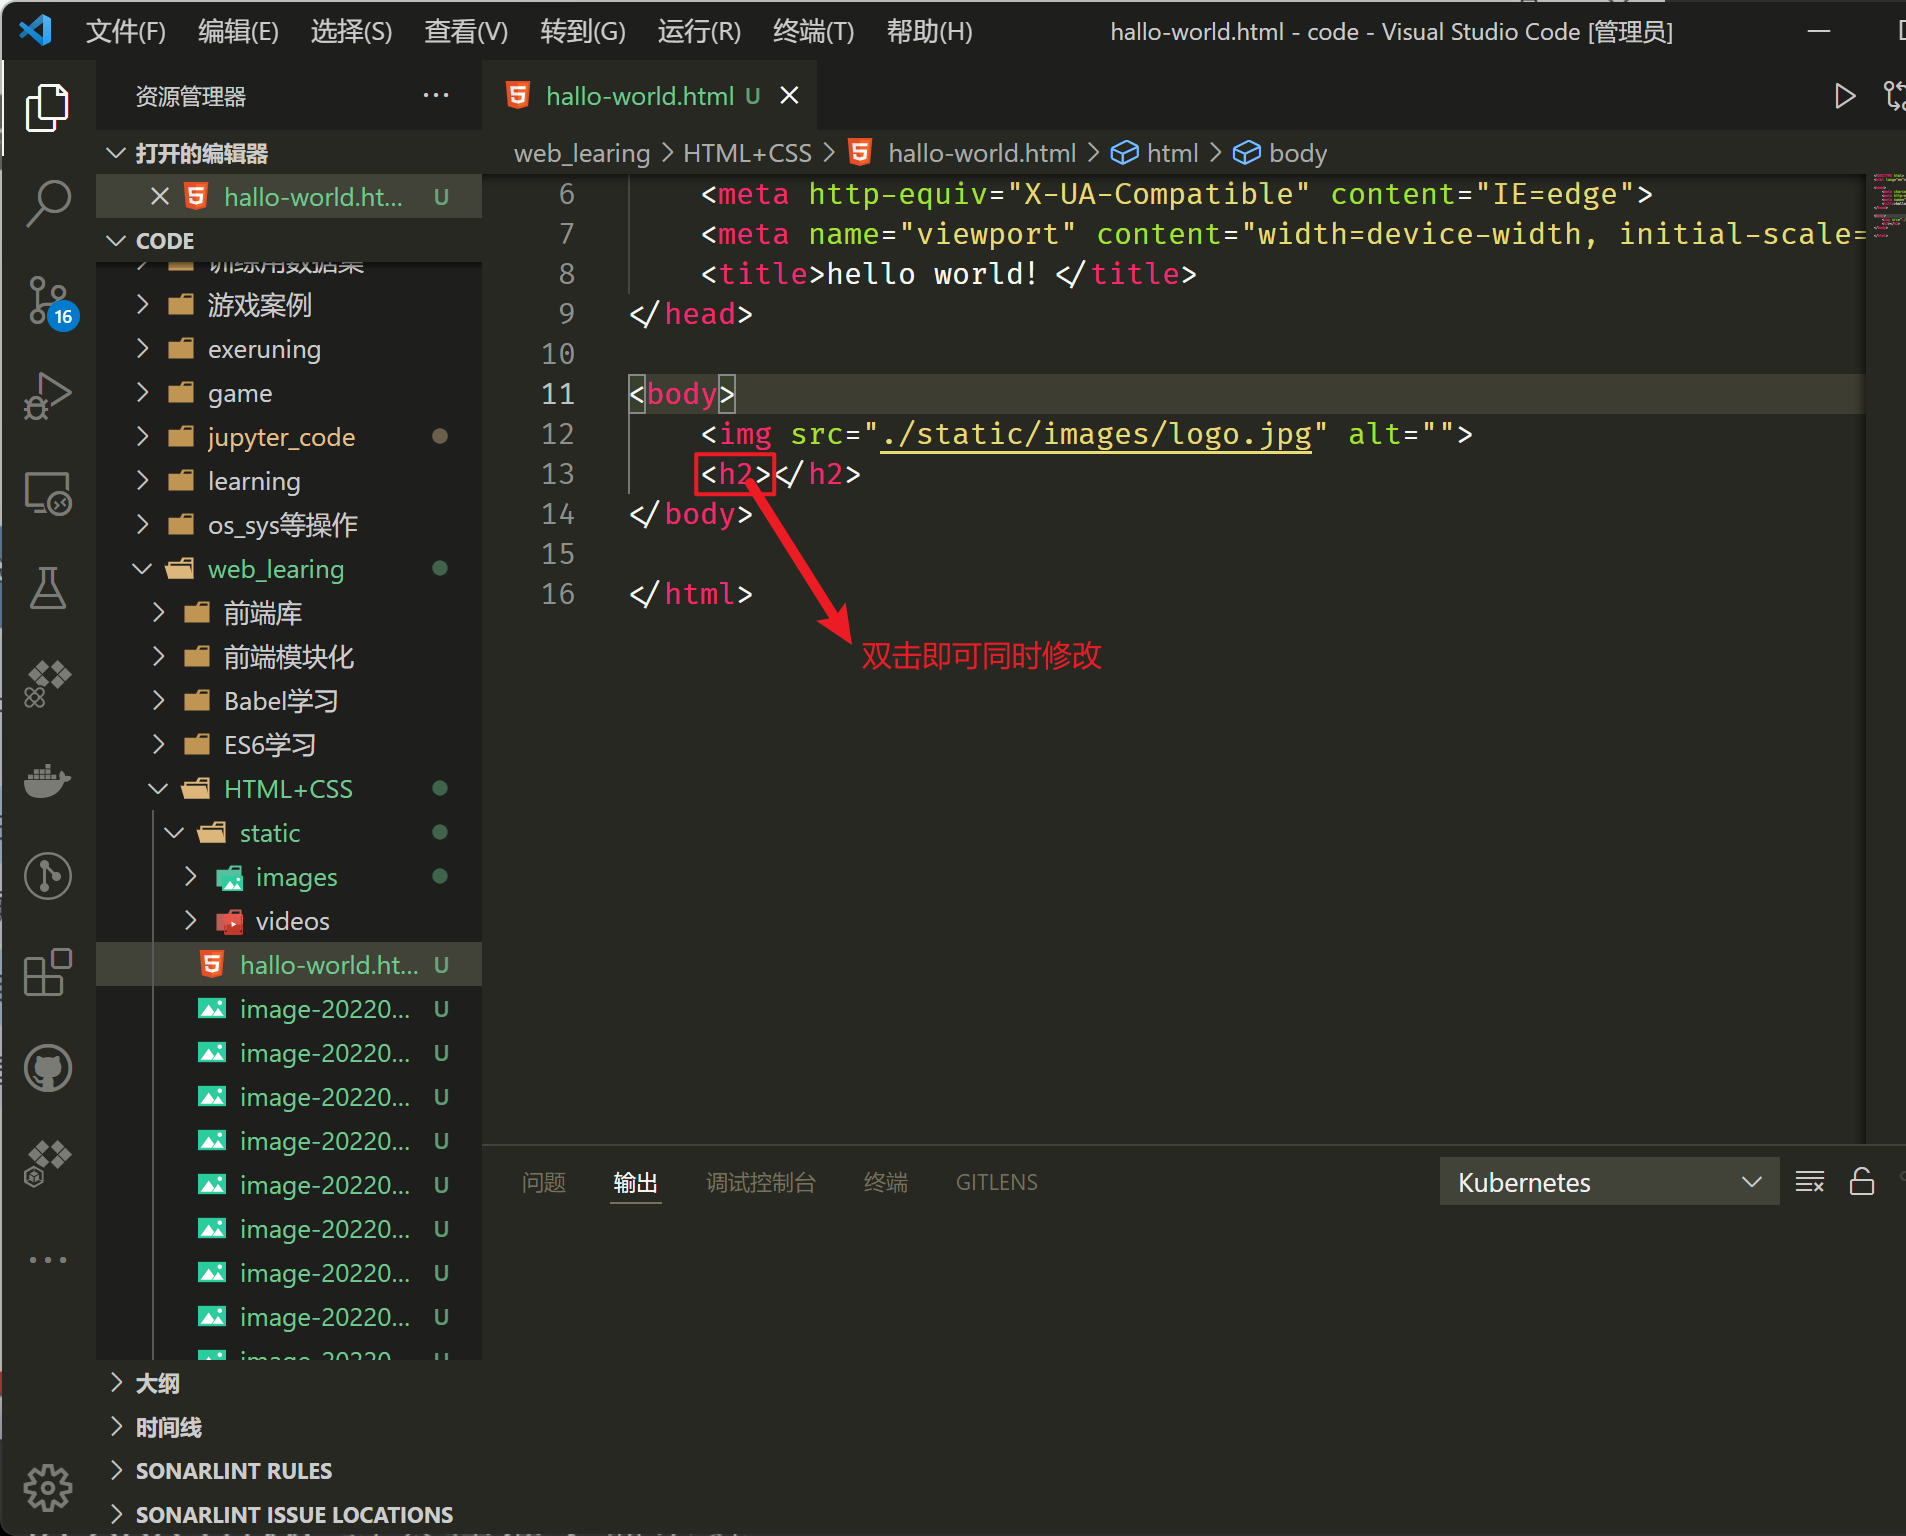 文件(F) 编辑(E) 选择(S) 查看(V) 转到(G) 运行(R) 终端(T) 帮助(H) hallo-world.html - code - Visual Studio Code [管理员]
资源管理器 ···
hallo-world.html U
打开的编辑器
web_learing > HTML+CSS > hallo-world.html > html > body
hallo-world.ht... U
CODE
训练用数据集
游戏案例
exeruning
game
jupyter_code
learning
os_sys等操作
web_learing
前端库
前端模块化
Babel学习
ES6学习
HTML+CSS
static
images
videos
hallo-world.ht... U
image-20220... U
image-20220... U
image-20220... U
image-20220... U
image-20220... U
image-20220... U
image-20220... U
image-20220... U
image-20220... U
大纲
时间线
SONARLINT RULES
SONARLINT ISSUE LOCATIONS
16
6 <meta http-equiv="X-UA-Compatible" content="IE=edge">
7 <meta name="viewport" content="width=device-width, initial-scale=
8 <title>hello world! </title>
9 </head>
10
11 <body>
12 <img src="./static/images/logo.jpg" alt="">
13 <h2></h2>
14 </body>
15
16 </html>
双击即可同时修改
问题 输出 调试控制台 终端 GITLENS Kubernetes